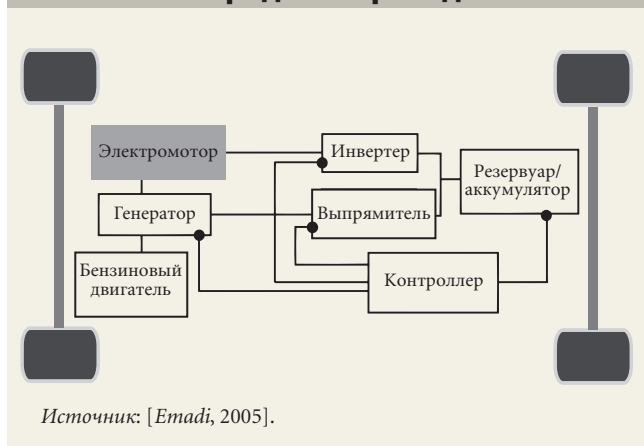 Электромотор
Инвертер
Резервуар/
аккумулятор
Генератор
Выпрямитель
Бензиновый
двигатель
Контроллер
Источник: [Emadi, 2005].